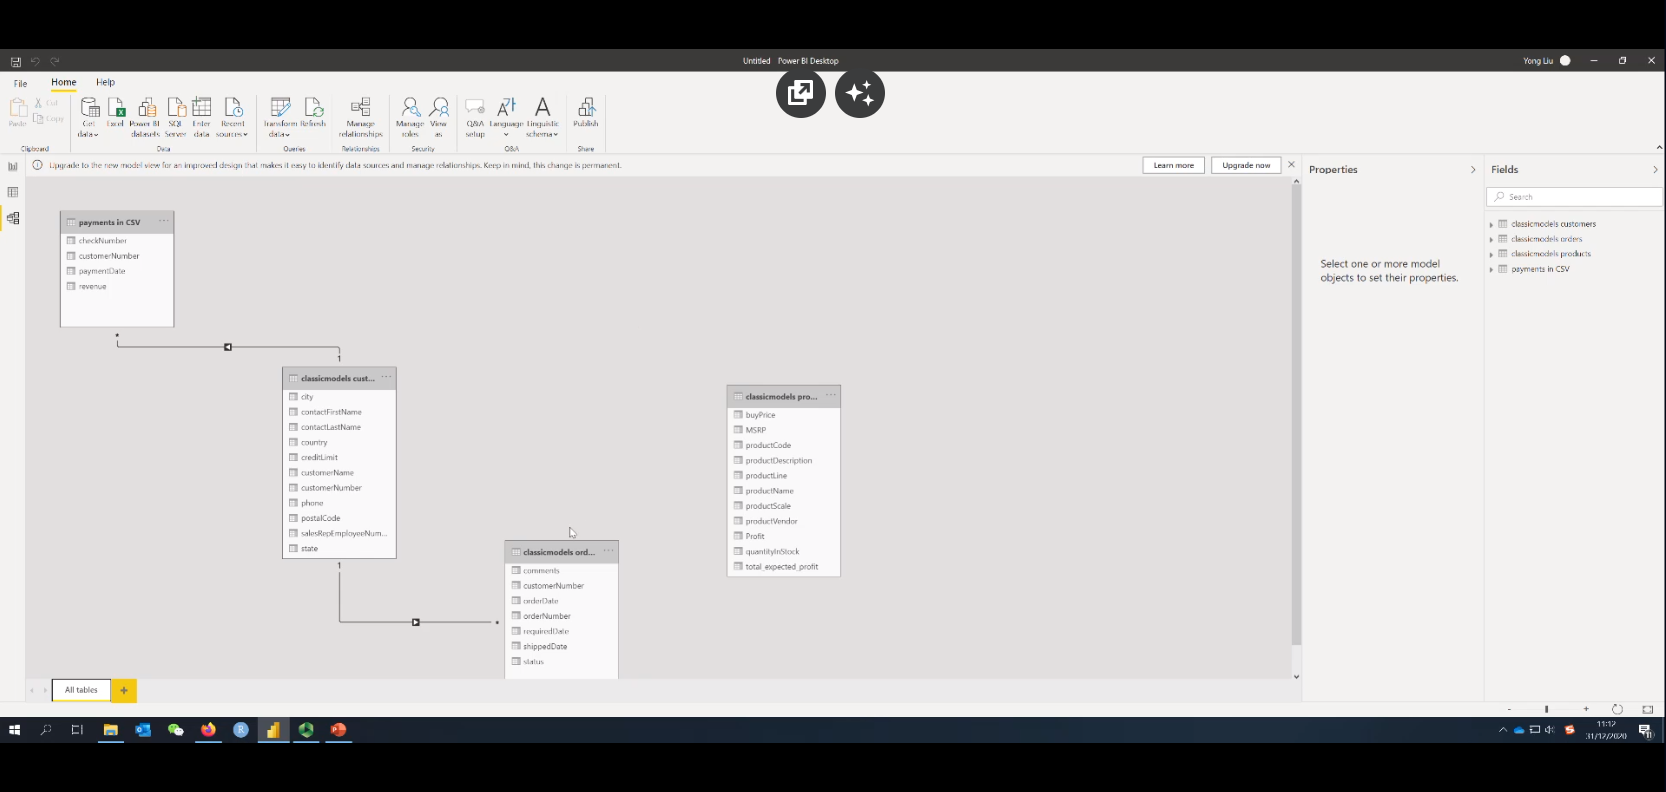 Untitled   Power BI Desktop
Yong Liu
File
Home
Help
Paste
Cut
Copy
Get data
Excel
Power BI datasets
SQL Server
Enter data
Recent sources
Transform data
Refresh
Manage relationships
Manage roles
View as
Q&A setup
Language
Linguistic schema
Publish
Clipboard
Data
Queries
Relationships
Security
Q&A
Share
Upgrade to the new model view for an improved design that makes it easy to identify data sources and manage relationships. Keep in mind, this change is permanent.
Learn more
Upgrade now
payments in CSV
checkNumber
customerNumber
paymentDate
revenue
*
1
classicmodels cust...
city
contactFirstName
contactLastName
country
creditLimit
customerName
customerNumber
phone
postalCode
salesRepEmployeeNum...
state
1
*
classicmodels ord...
comments
customerNumber
orderDate
orderNumber
requiredDate
shippedDate
status
classicmodels pro...
buyPrice
MSRP
productCode
productDescription
productLine
productName
productScale
productVendor
Profit
quantityInStock
total_expected_profit
Properties
Select one or more model
objects to set their properties.
Fields
Search
classicmodels customers
classicmodels orders
classicmodels products
payments in CSV
All tables
11:12
31/12/2020